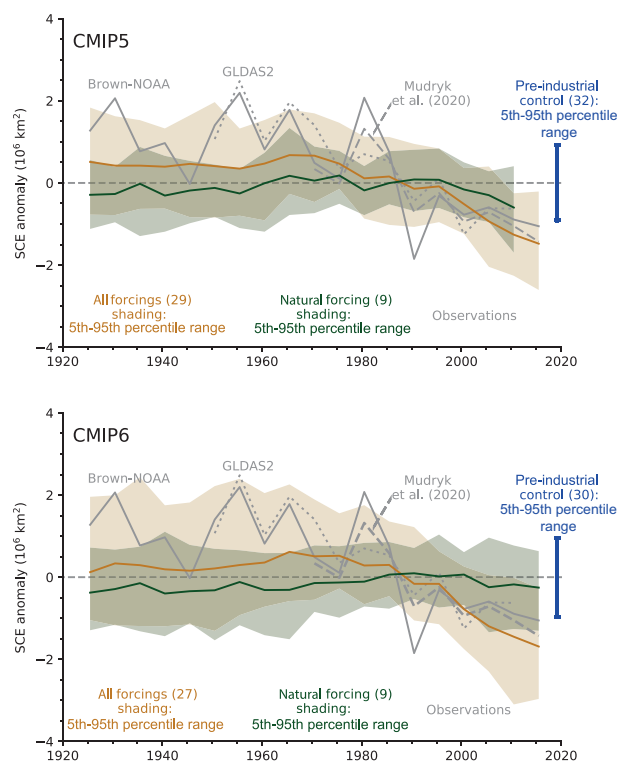 4
CMIP5
GLDAS2
Brown-NOAA
Mudryk
et al. (2020)
Pre-industrial
control (32):
5th-95th percentile
range
2
0
−2
−4
SCE anomaly (10⁶ km²)
All forcings (29)
shading:
5th-95th percentile range
Natural forcing (9)
shading:
5th-95th percentile range
Observations
1920
1940
1960
1980
2000
2020
4
CMIP6
GLDAS2
Brown-NOAA
Mudryk
et al. (2020)
Pre-industrial
control (30):
5th-95th percentile
range
2
0
−2
−4
SCE anomaly (10⁶ km²)
All forcings (27)
shading:
5th-95th percentile range
Natural forcing (9)
shading:
5th-95th percentile range
Observations
1920
1940
1960
1980
2000
2020